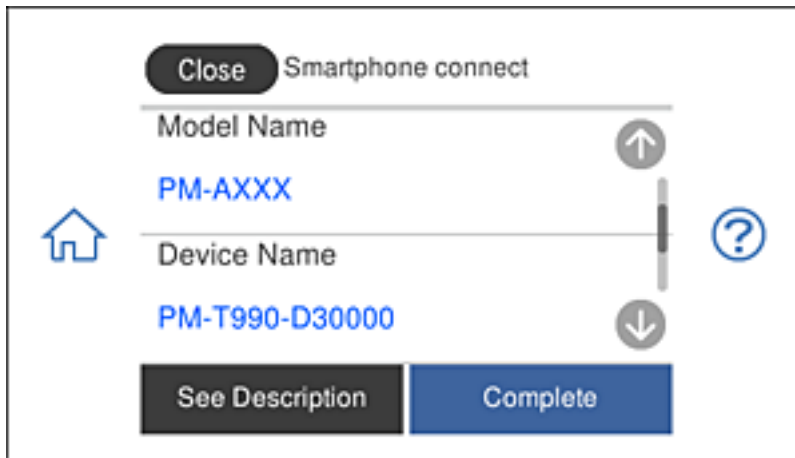 Close Smartphone connect
Model Name
PM-AXXX
Device Name
PM-T990-D30000
See Description Complete